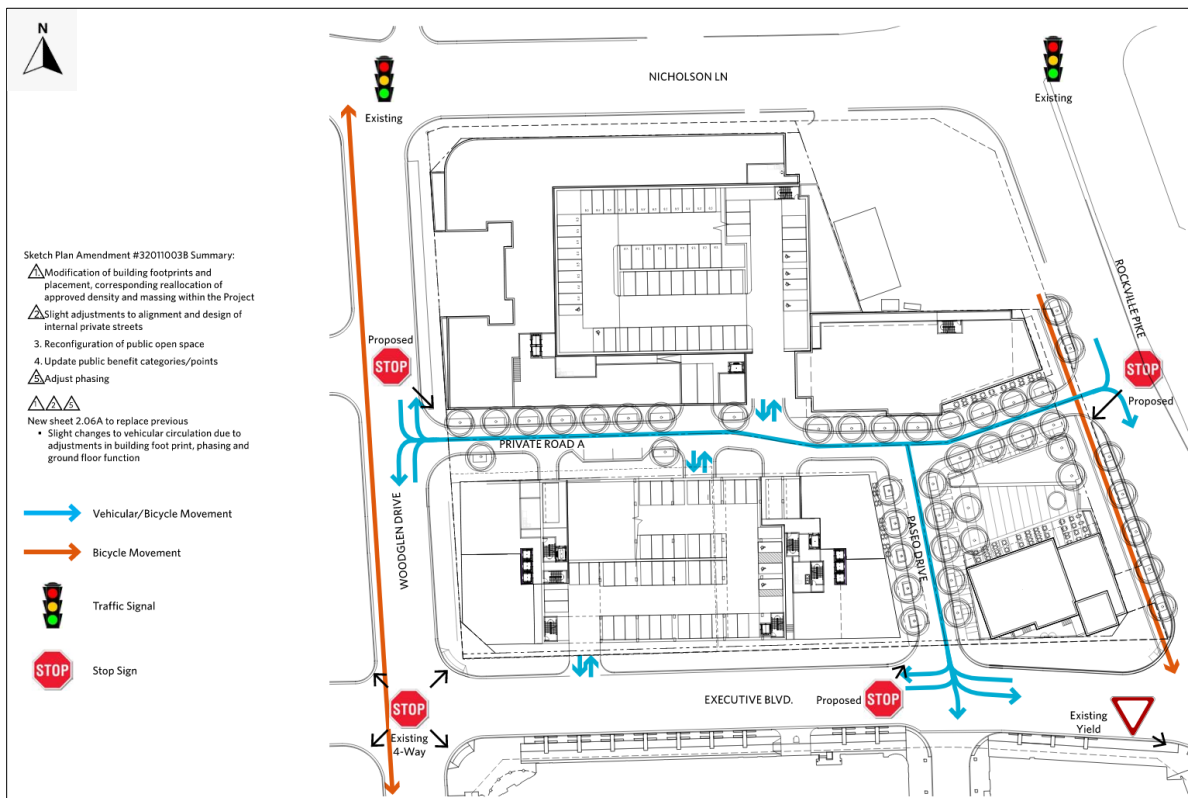 N
NICHOLSON LN
Existing
Existing
Sketch Plan Amendment #32011003B Summary:
1 Modification of building footprints and
placement, corresponding reallocation of
approved density and massing within the Project
2 Slight adjustments to alignment and design of
internal private streets
3. Reconfiguration of public open space
4. Update public benefit categories/points
5 Adjust phasing
1 2 5
New sheet 2.06A to replace previous
• Slight changes to vehicular circulation due to
adjustments in building foot print, phasing and
ground floor function
ROCKVILLE PIKE
Proposed
STOP
STOP
Proposed
PRIVATE ROAD A
WOODGLEN DRIVE
PASEO DRIVE
Vehicular/Bicycle Movement
Bicycle Movement
Traffic Signal
STOP
Stop Sign
STOP
Existing
4-Way
EXECUTIVE BLVD.
Proposed
STOP
Existing
Yield